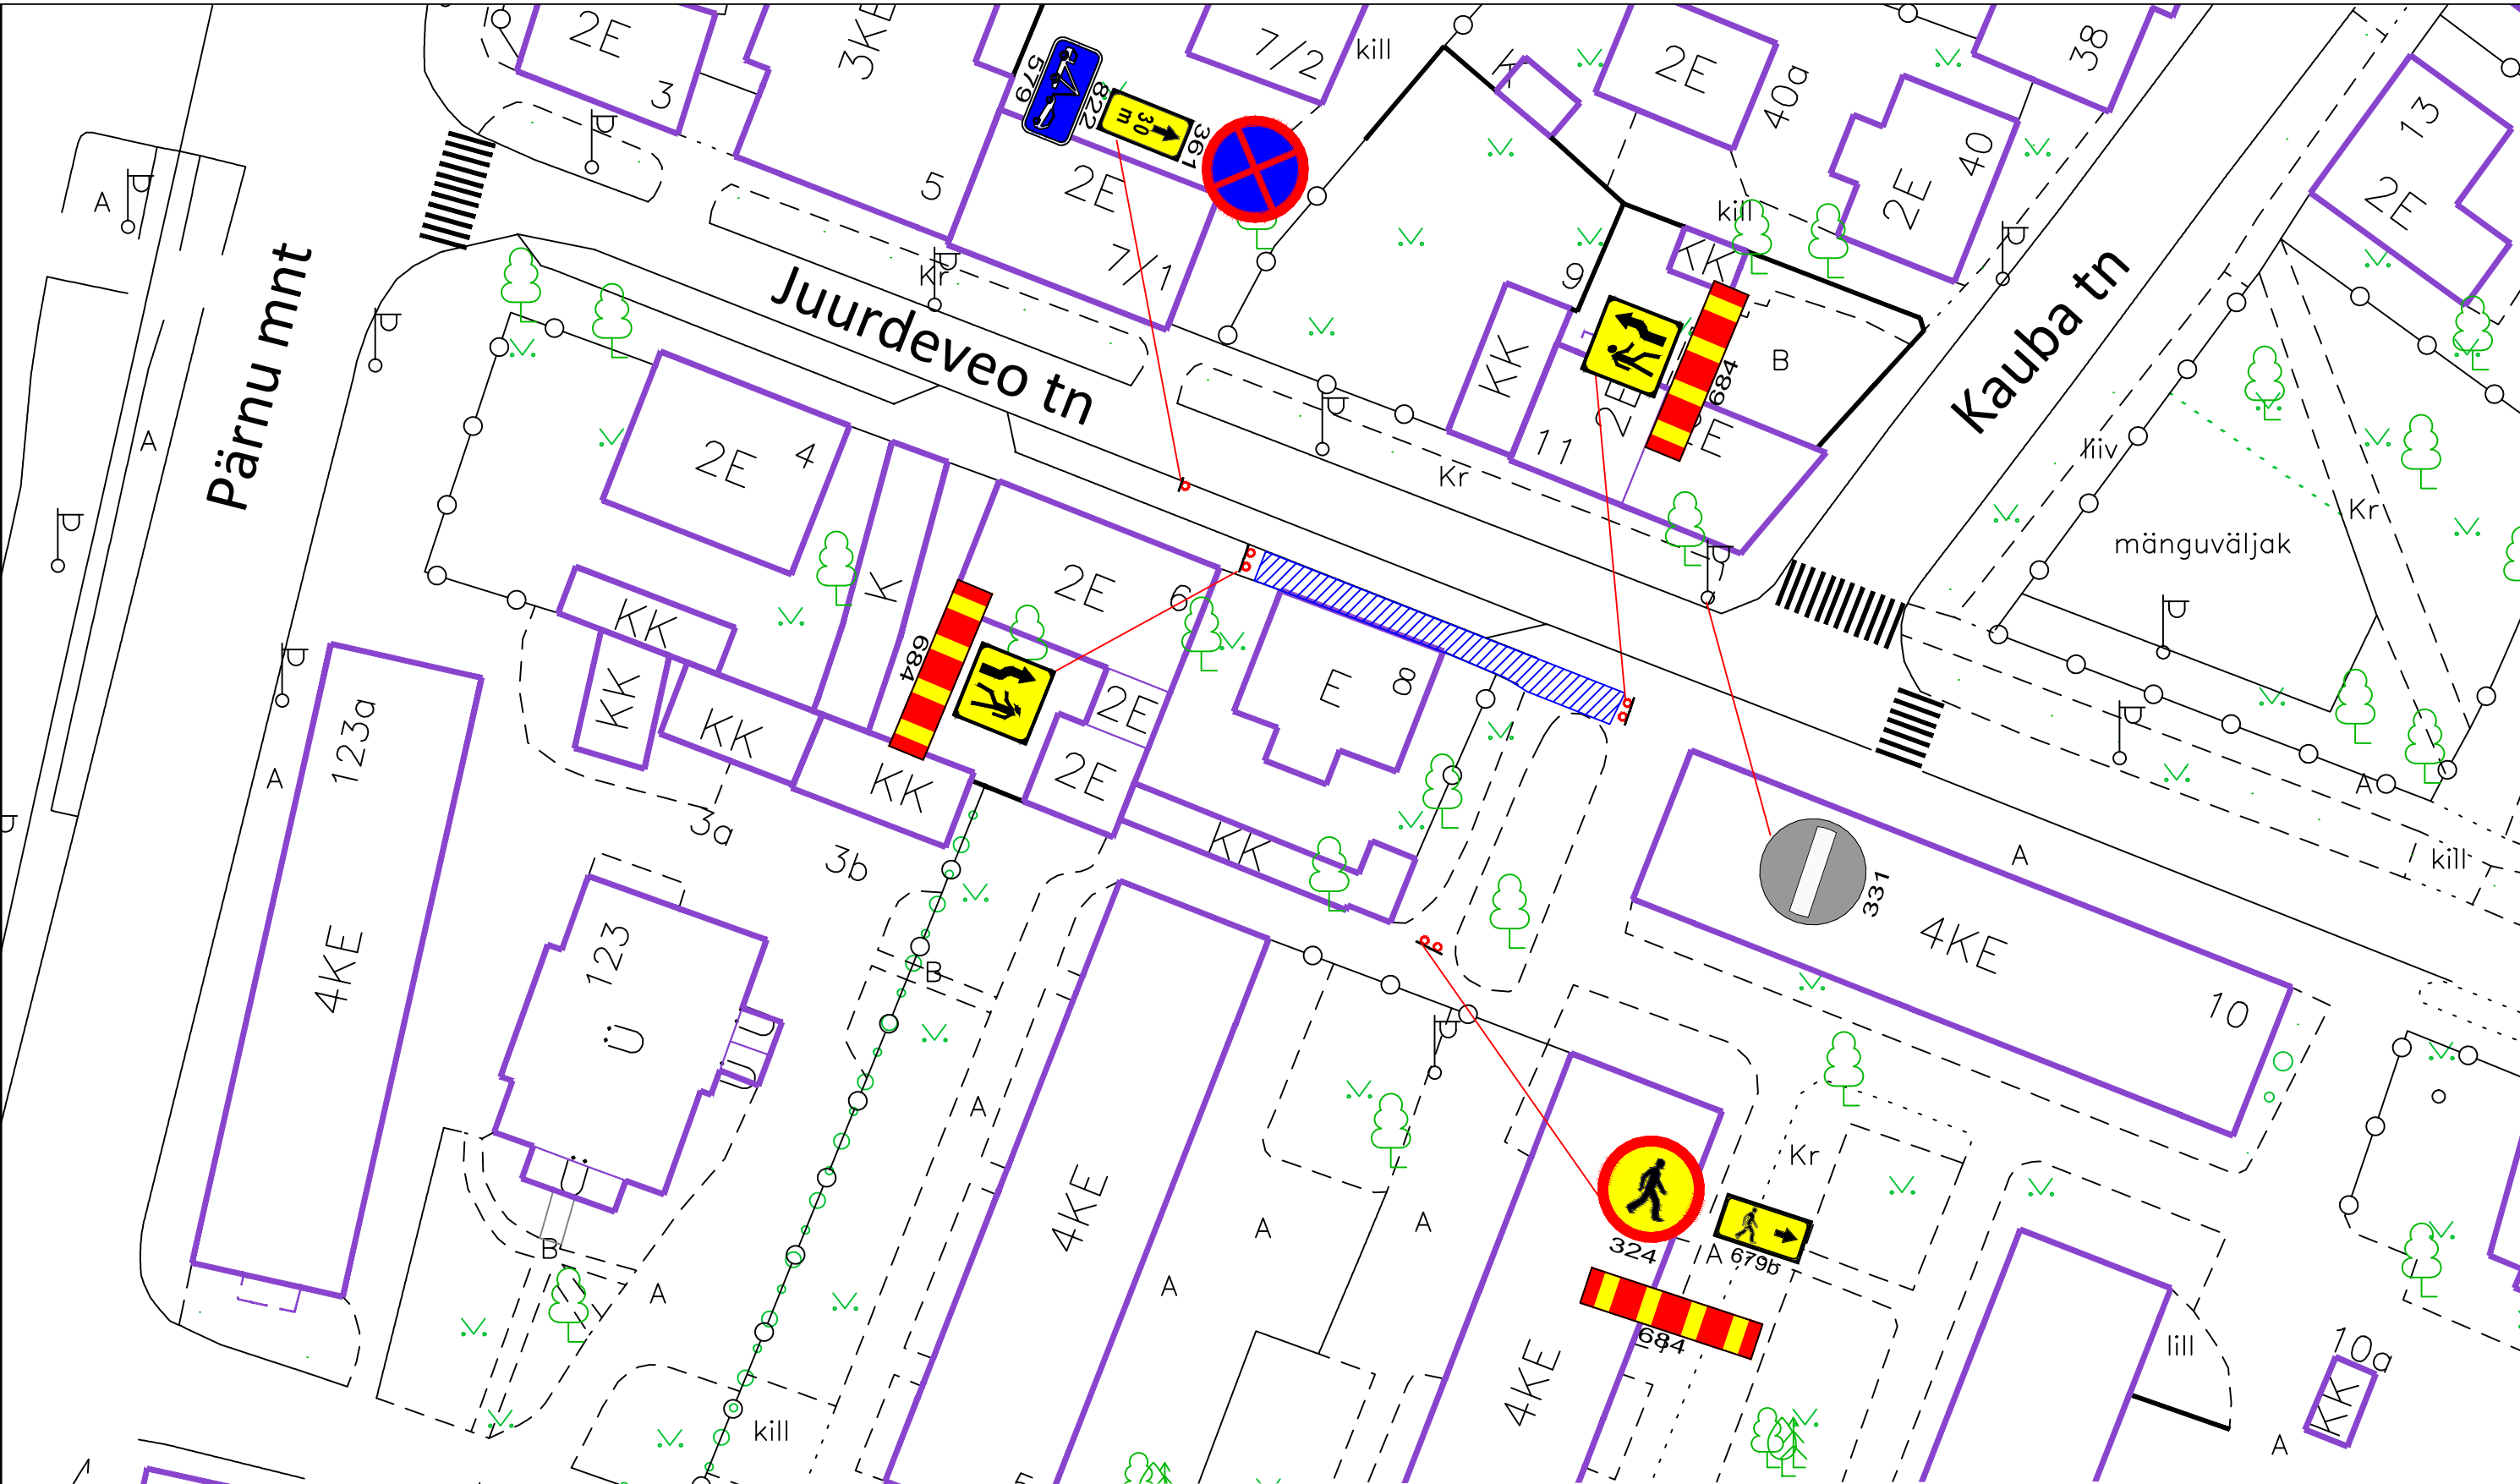 2E
3
3KE
5
579
822
30 m
361
7/2
kill
2E
7/1
K
2E
40a
38
40
2E
13
2E
kill
A
Pärnu mnt
A
Kr
Juurdeveo tn
9
KK
KK
684
B
Kauba tn
11
2E
E
Kr
liiv
Kr
mänguväljak
2E
4
K
2E
6
KK
KK
KK
684
2E
2E
E
8
KK
KK
123a
A
3a
3b
331
A
A
kill
4KE
10
4KE
123
Ü
Ü
Ü
Ü
B
A
4KE
A
A
A
Kr
324
A
679b
684
B
A
4KE
kill
lill
10a
KK
A